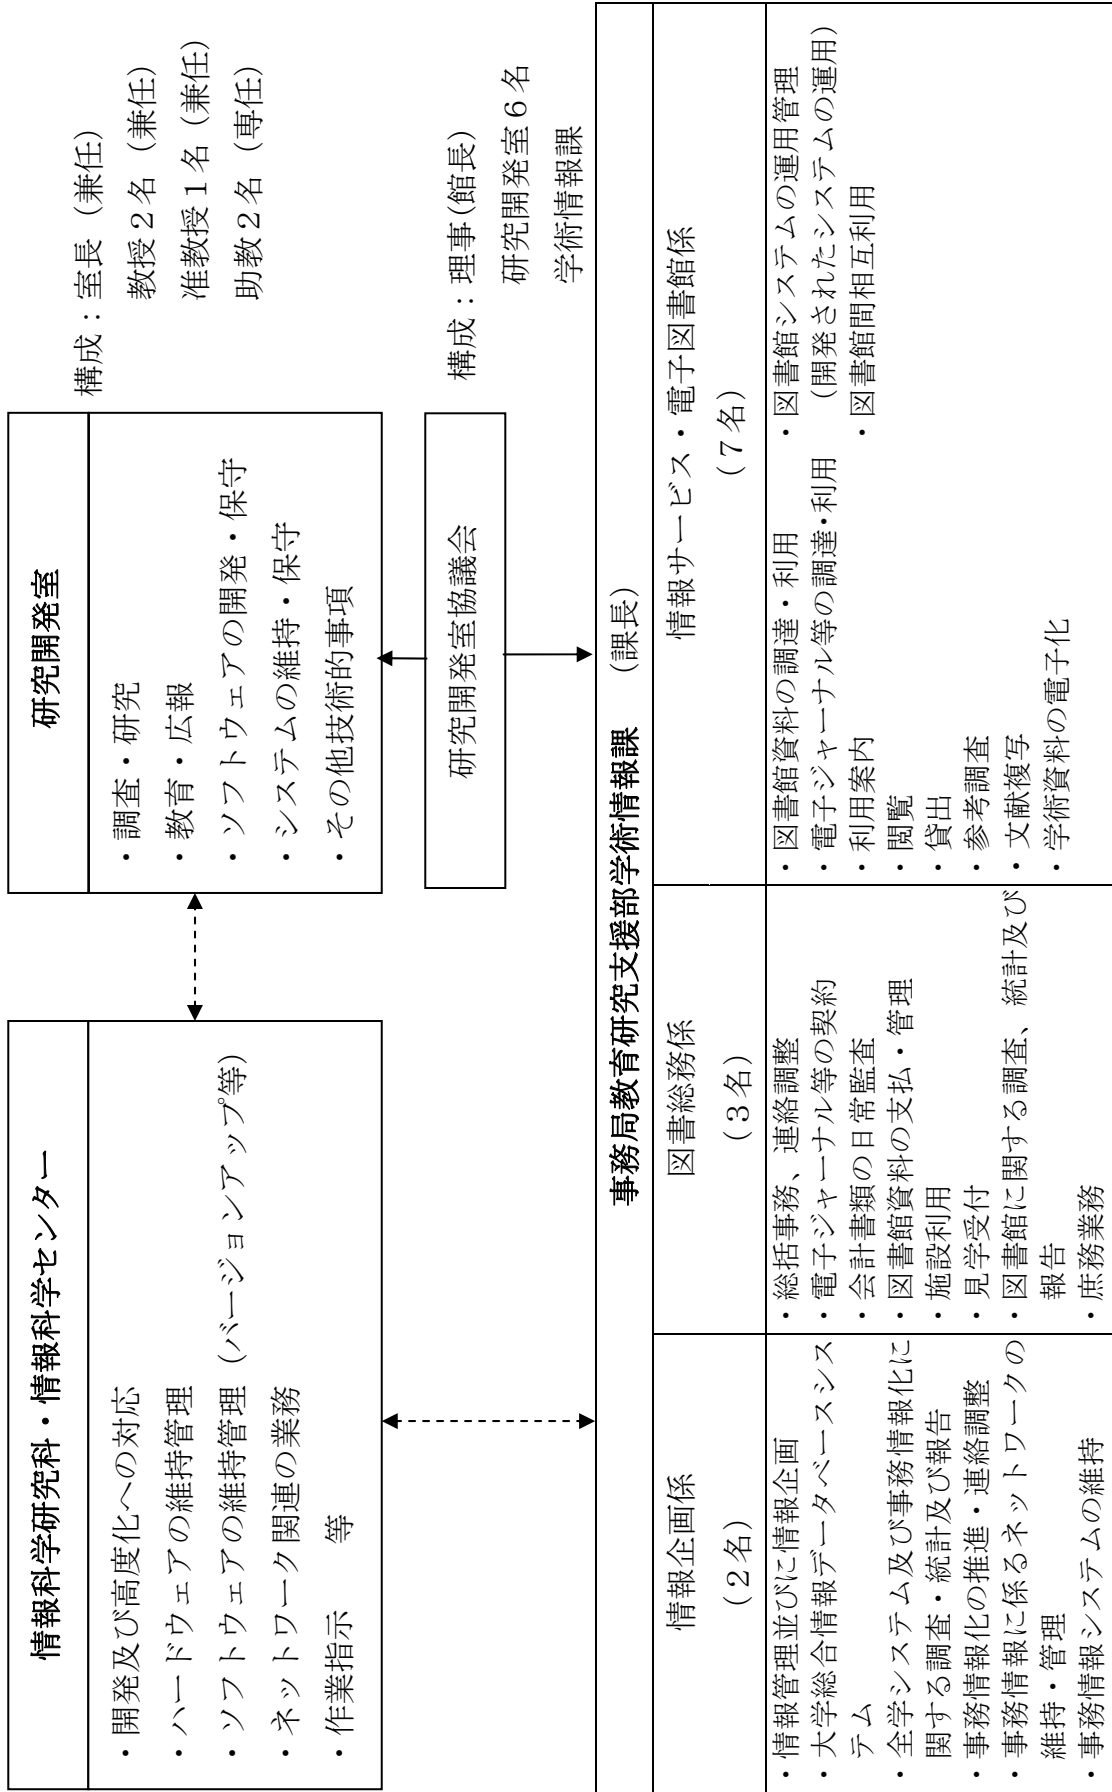 情報科学研究科・情報科学センター
・開発及び高度化への対応
・ハードウェアの維持管理
・ソフトウェアの維持管理（バージョンアップ等）
・ネットワーク関連の業務
・作業指示　　等
研究開発室
・調査・研究
・教育・広報
・ソフトウェアの開発・保守
・システムの維持・保守
・その他技術的事項
構成：室長（兼任）
教授２名（兼任）
准教授１名（兼任）
助教２名（専任）
研究開発室協議会
構成：理事（館長）
研究開発室６名
学術情報課
事務局教育研究支援部学術情報課　（課長）
情報企画係
（２名）
・情報管理並びに情報企画
・大学総合情報データベースシス
テム
・全学システム及び事務情報化に
関する調査・統計及び報告
・事務情報化の推進・連絡調整
・事務情報に係るネットワークの
維持・管理
・事務情報システムの維持
図書総務係
（３名）
・総括事務、連絡調整
・電子ジャーナル等の契約
・会計書類の日常監査
・図書館資料の支払・管理
・施設利用
・見学受付
・図書館に関する調査、統計及び
報告
・庶務業務
情報サービス・電子図書館係
（７名）
・図書館資料の調達・利用
・電子ジャーナル等の調達・利用
・利用案内
・閲覧
・貸出
・参考調査
・文献複写
・学術資料の電子化
・図書館システムの運用管理
（開発されたシステムの運用）
・図書館間相互利用